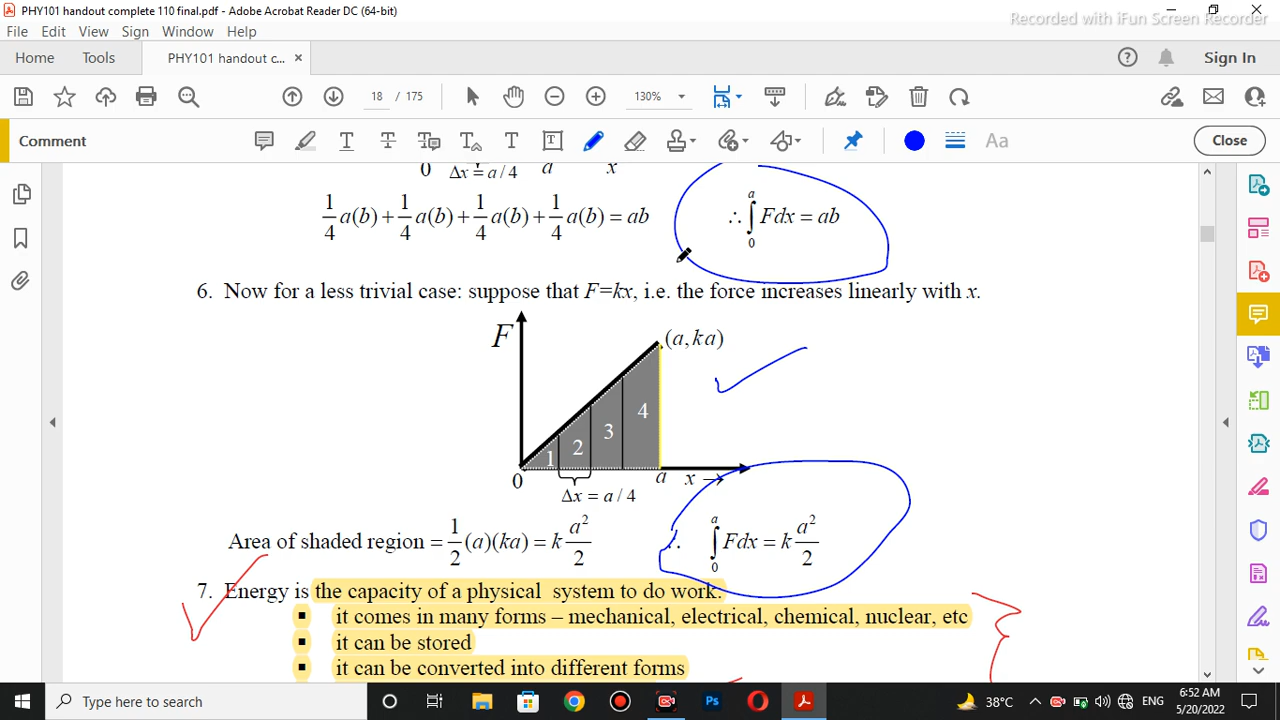 PHY101 handout complete 110 final.pdf - Adobe Acrobat Reader DC (64-bit)
Recorded with iFun Screen Recorder
File Edit View Sign Window Help
Home Tools PHY101 handout c... × Sign In
18 / 175 130%
Comment Close
0 Δx = a / 4 a x
1/4 a(b) + 1/4 a(b) + 1/4 a(b) + 1/4 a(b) = ab ∴ ∫₀ᵃ Fdx = ab
6. Now for a less trivial case: suppose that F=kx, i.e. the force increases linearly with x.
F (a, ka)
1 2 3 4
0 a x →
Δx = a / 4
Area of shaded region = 1/2 (a)(ka) = k a²/2 ∴ ∫₀ᵃ Fdx = k a²/2
7. Energy is the capacity of a physical system to do work.
▪ it comes in many forms – mechanical, electrical, chemical, nuclear, etc
▪ it can be stored
▪ it can be converted into different forms
Type here to search 38°C ENG 6:52 AM
5/20/2022